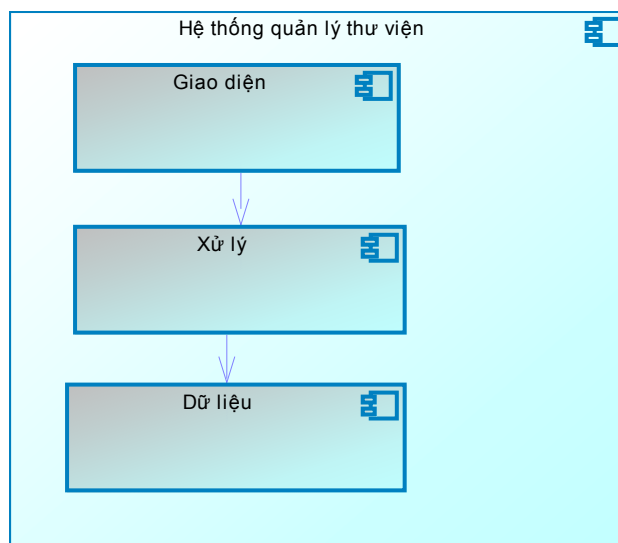 Hệ thống quản lý thư viện
Giao diện
Xử lý
Dữ liệu